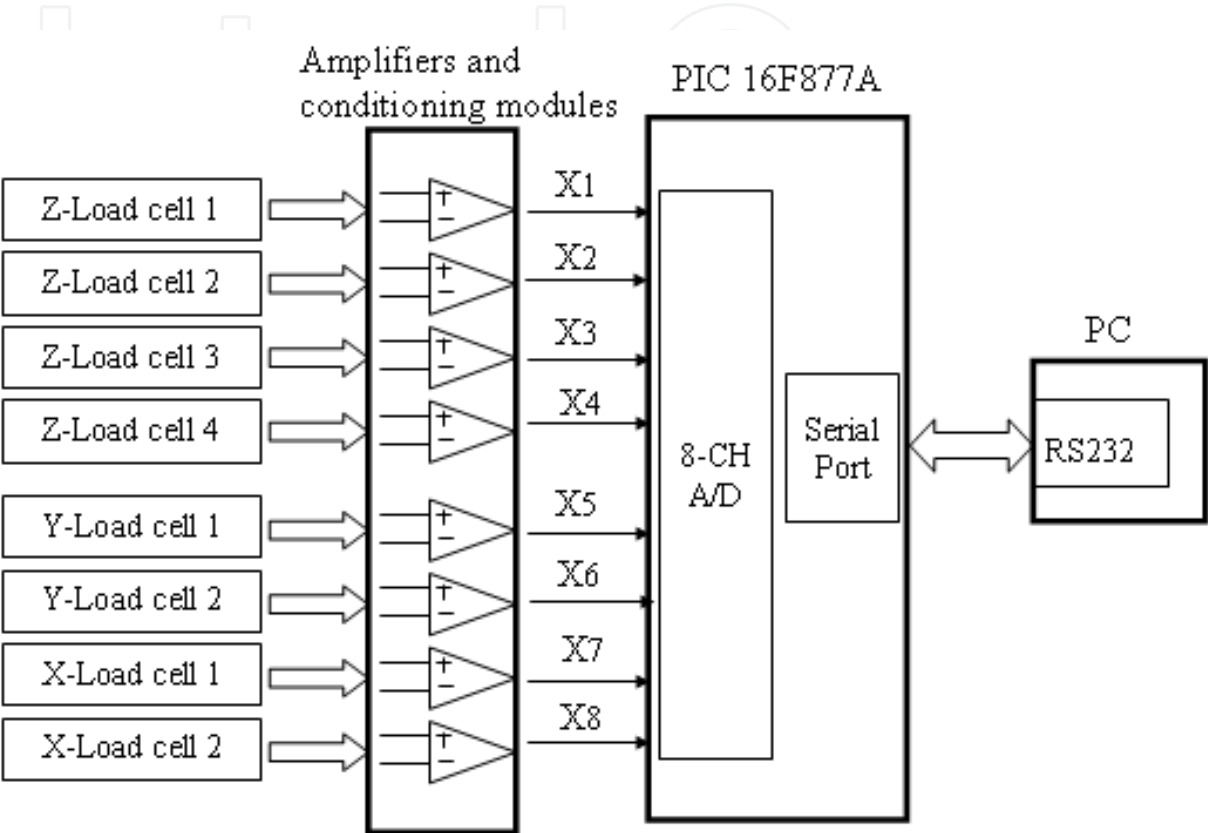 Amplifiers and
conditioning modules
PIC 16F877A
Z-Load cell 1
Z-Load cell 2
Z-Load cell 3
Z-Load cell 4
Y-Load cell 1
Y-Load cell 2
X-Load cell 1
X-Load cell 2
+
−
+
−
+
−
+
−
+
−
+
−
+
−
+
−
X1
X2
X3
X4
X5
X6
X7
X8
8-CH
A/D
Serial
Port
PC
RS232